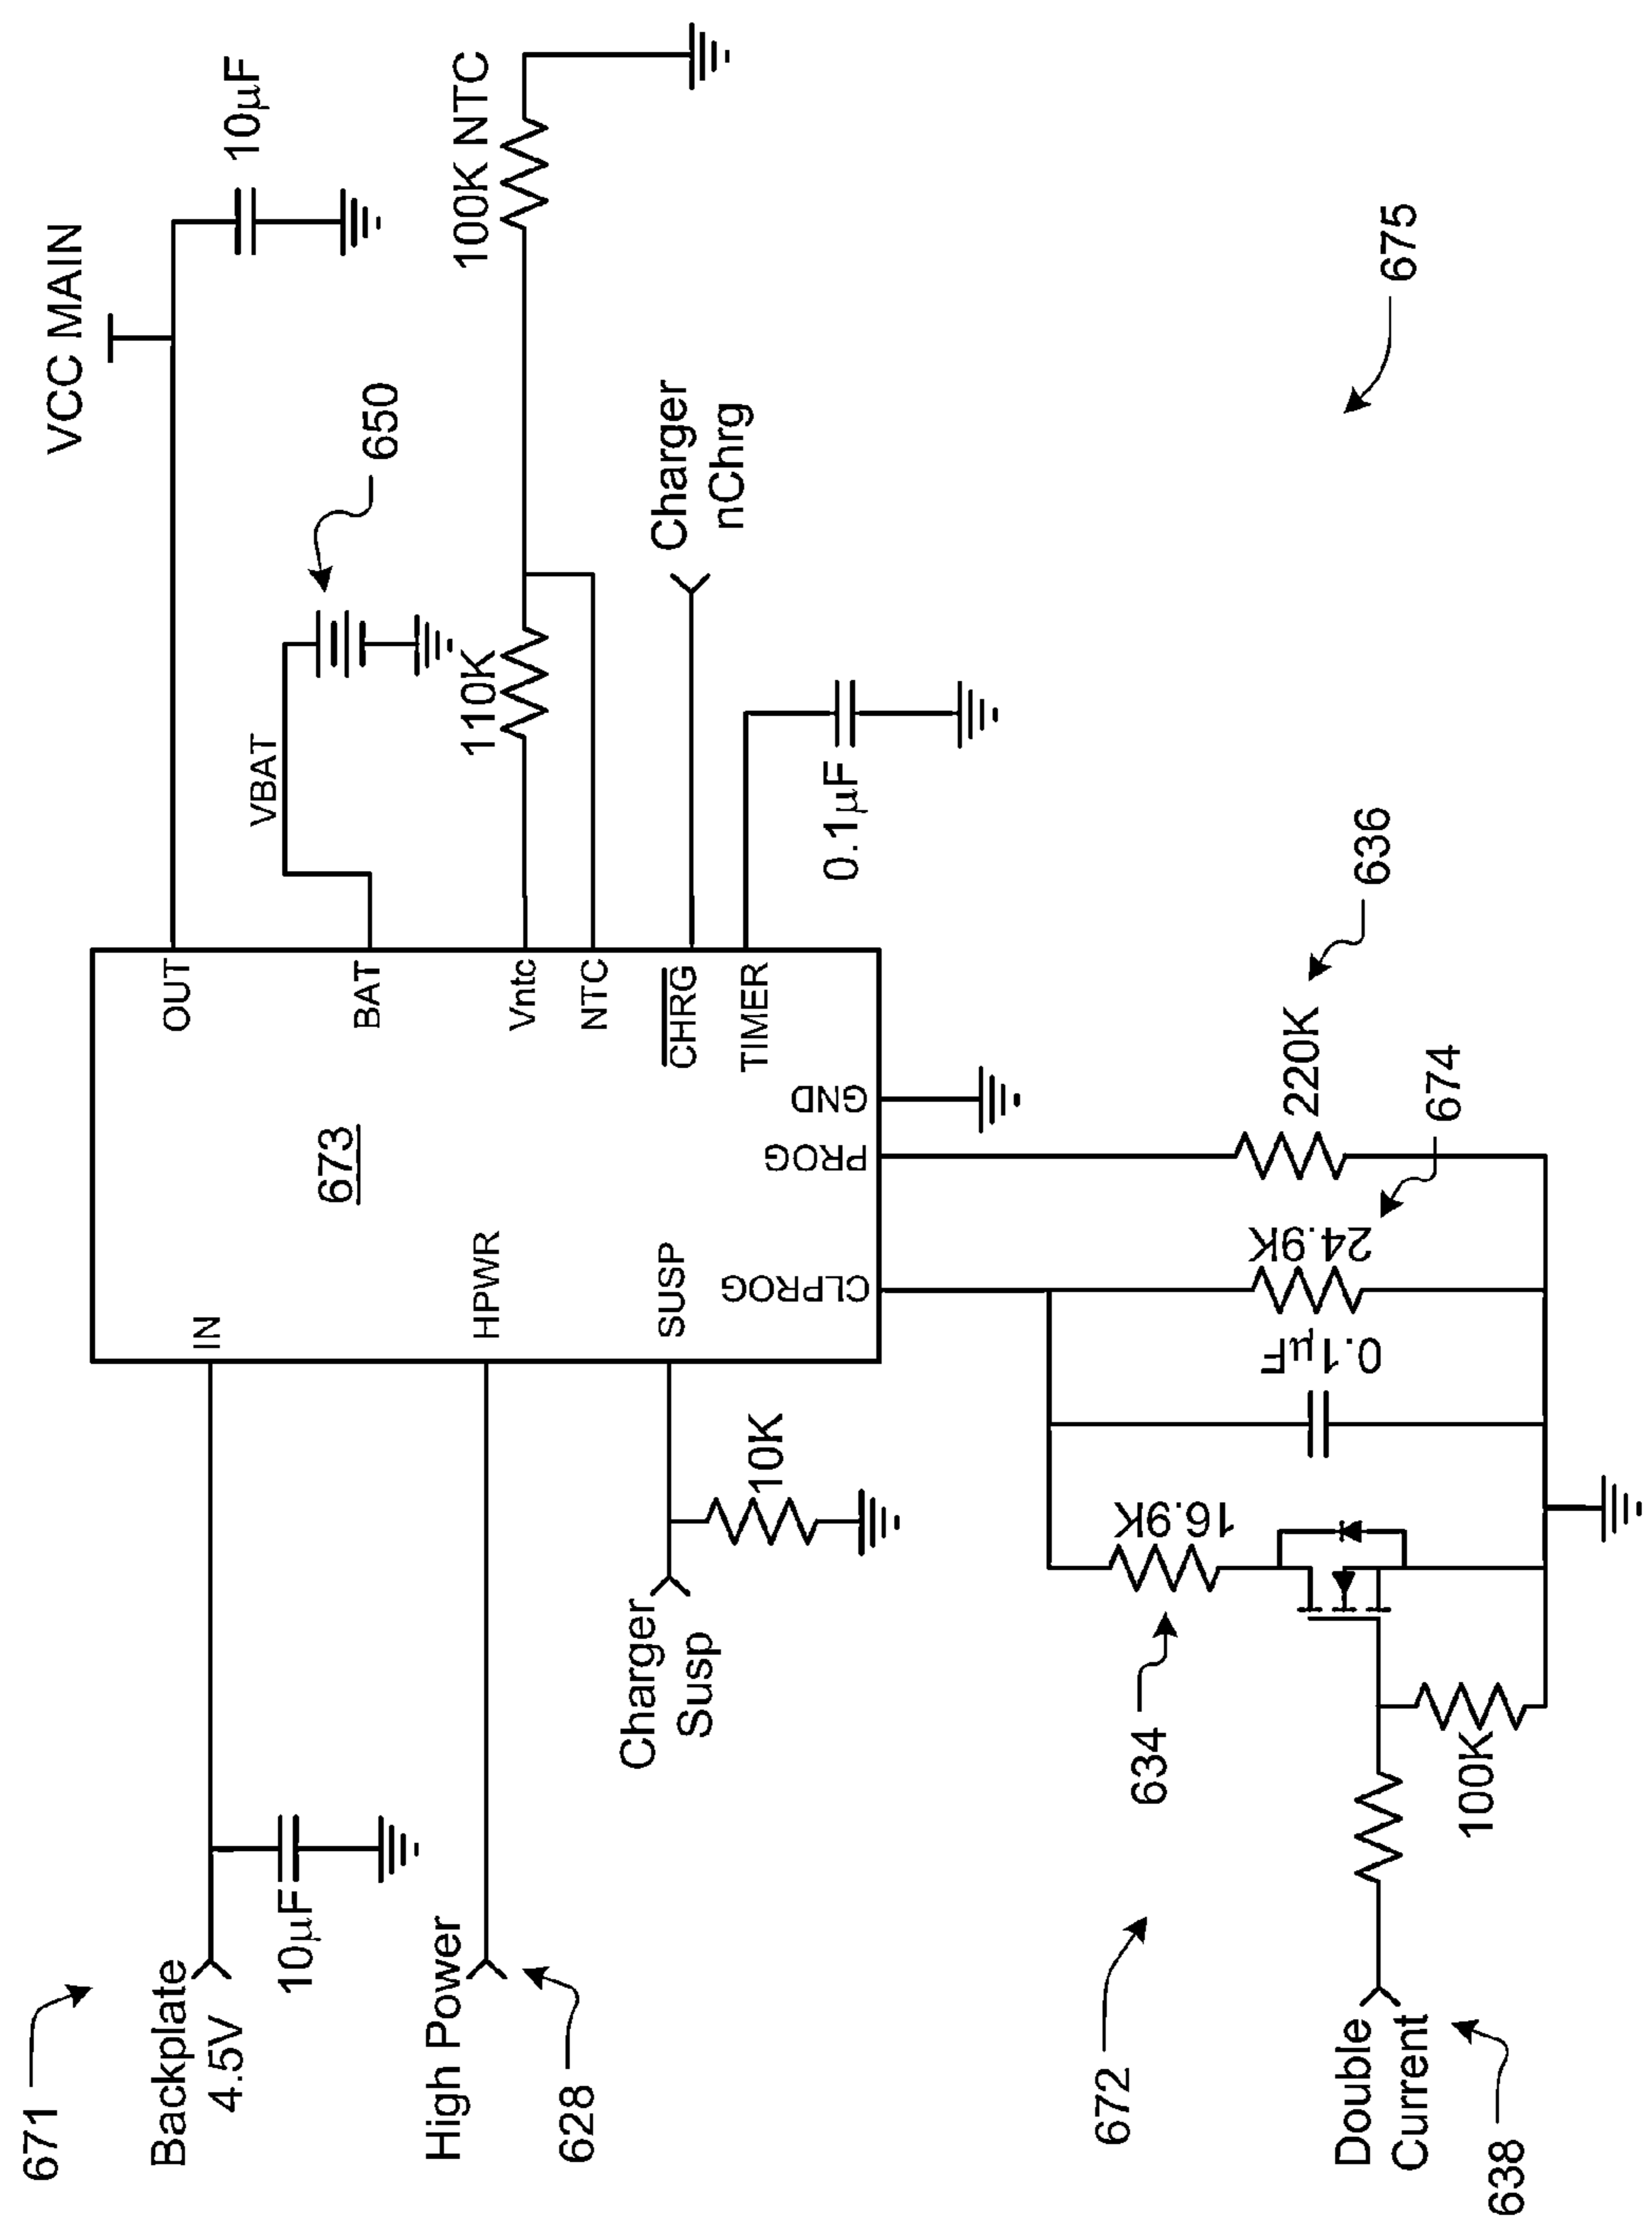 671
Backplate
4.5V
10µF
High Power
628
Charger
Susp
10K
IN
HPWR
SUSP
CLPROG
PROG
GND
673
OUT
BAT
Vntc
NTC
CHRG
TIMER
VCC MAIN
10µF
VBAT
650
110K
100K NTC
Charger
nChrg
0.1µF
675
672
Double
Current
638
100K
634
16.9K
0.1µF
24.9K
674
220K
636